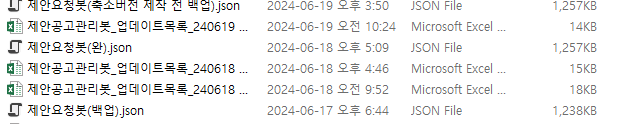 제안요청봇(축소버전 제작 전 백업).json 2024-06-19 오후 3:50 JSON File 1,257KB
제안공고관리봇_업데이트목록_240619 2024-06-19 오전 10:24 Microsoft Excel ... 14KB
제안요청봇(완).json 2024-06-18 오후 5:09 JSON File 1,257KB
제안공고관리봇_업데이트목록_240618 2024-06-18 오후 4:46 Microsoft Excel ... 15KB
제안공고관리봇_업데이트목록_240618 2024-06-18 오전 9:52 Microsoft Excel ... 18KB
제안요청봇(백업).json 2024-06-17 오후 6:44 JSON File 1,238KB